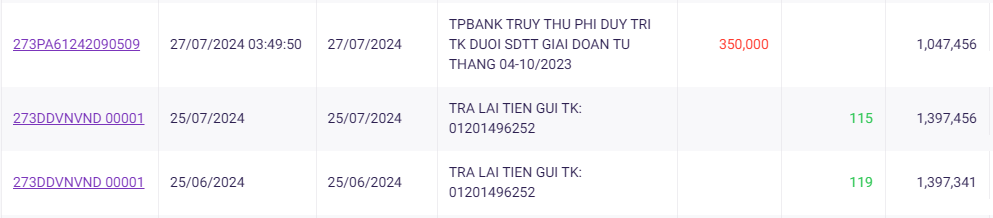 TPBANK TRUY THU PHI DUY TRI
273PA61242090509 27/07/2024 03:49:50 27/07/2024 TK DUOI SDTT GIAI DOAN TU 350,000 1,047,456
THANG 04-10/2023
273DDVNVND 00001 25/07/2024 25/07/2024 TRA LAI TIEN GUI TK: 115 1,397,456
01201496252
273DDVNVND 00001 25/06/2024 25/06/2024 TRA LAI TIEN GUI TK: 119 1,397,341
01201496252